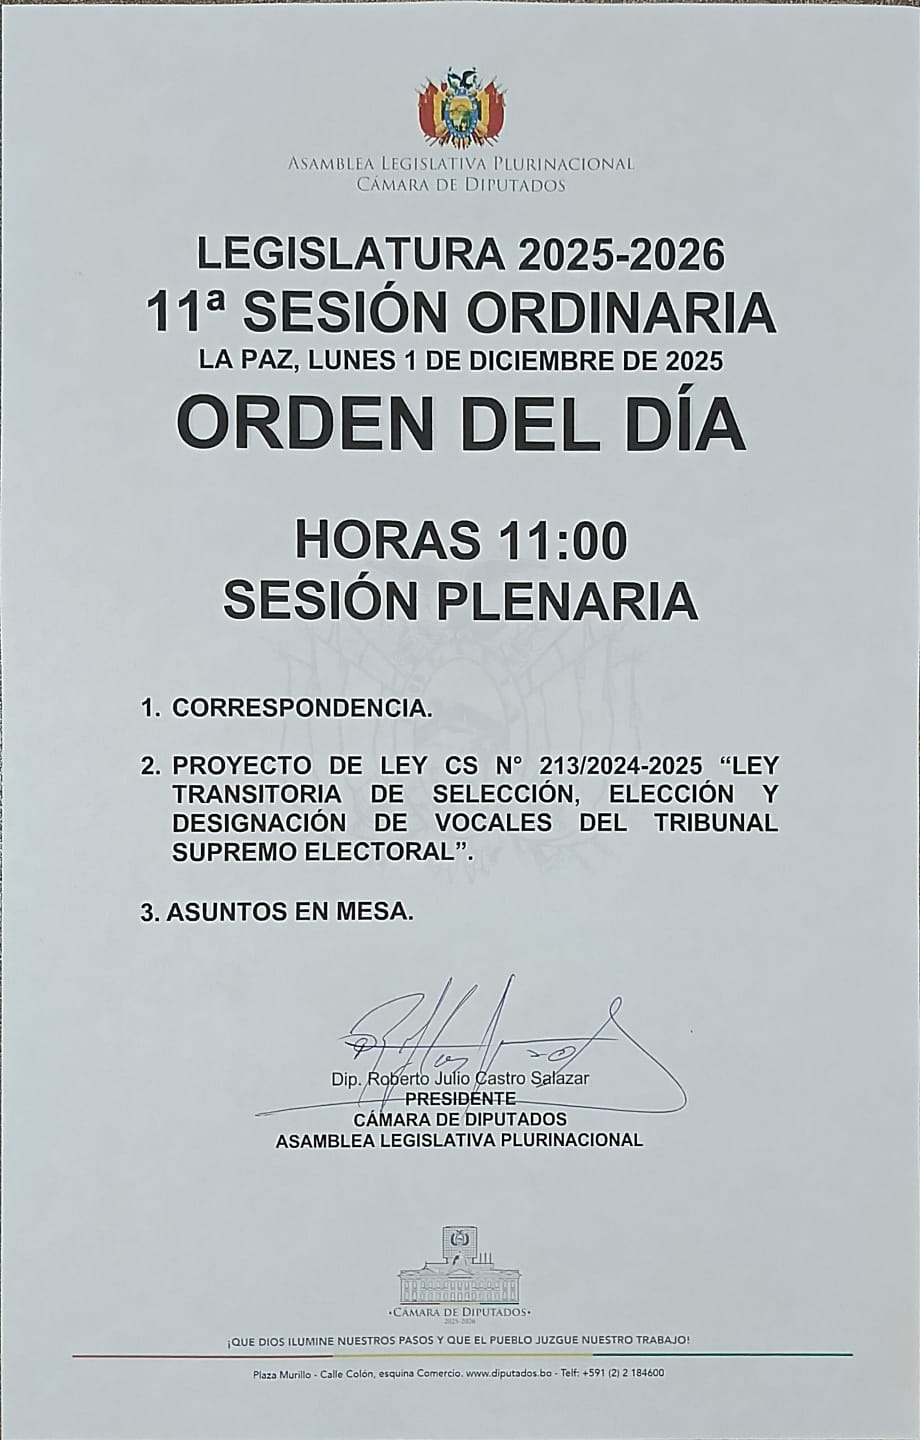 ASAMBLEA LEGISLATIVA PLURINACIONAL
CÁMARA DE DIPUTADOS
LEGISLATURA 2025-2026
11ª SESIÓN ORDINARIA
LA PAZ, LUNES 1 DE DICIEMBRE DE 2025
ORDEN DEL DÍA
HORAS 11:00
SESIÓN PLENARIA
1. CORRESPONDENCIA.
2. PROYECTO DE LEY CS N° 213/2024-2025 “LEY
TRANSITORIA DE SELECCIÓN, ELECCIÓN Y
DESIGNACIÓN DE VOCALES DEL TRIBUNAL
SUPREMO ELECTORAL”.
3. ASUNTOS EN MESA.
Dip. Roberto Julio Castro Salazar
PRESIDENTE
CÁMARA DE DIPUTADOS
ASAMBLEA LEGISLATIVA PLURINACIONAL
•CÁMARA DE DIPUTADOS•
2025-2026
¡QUE DIOS ILUMINE NUESTROS PASOS Y QUE EL PUEBLO JUZGUE NUESTRO TRABAJO!
Plaza Murillo - Calle Colón, esquina Comercio. www.diputados.bo - Telf: +591 (2) 2 184600